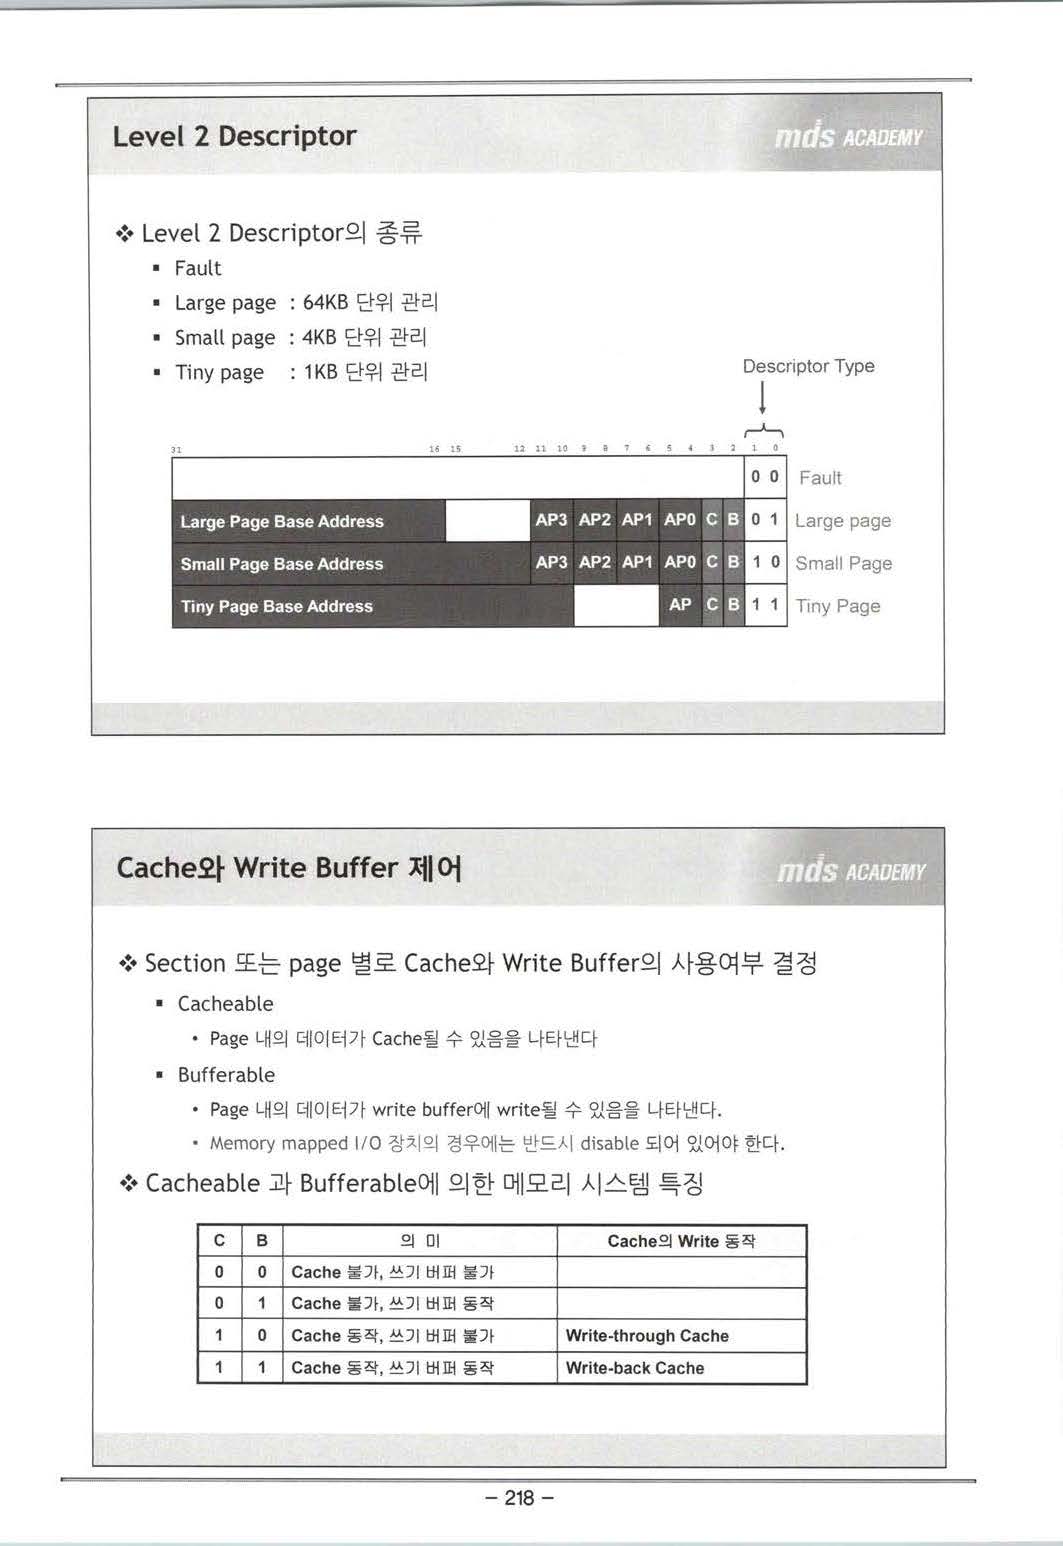 Level 2 Descriptor
mds ACADEMY
❖ Level 2 Descriptor의 종류
▪ Fault
▪ Large page : 64KB 단위 관리
▪ Small page : 4KB 단위 관리
▪ Tiny page : 1KB 단위 관리
Descriptor Type
31 16 15 12 11 10 9 8 7 6 5 4 3 2 1 0
0 0 Fault
Large Page Base Address AP3 AP2 AP1 AP0 C B 0 1 Large page
Small Page Base Address AP3 AP2 AP1 AP0 C B 1 0 Small Page
Tiny Page Base Address AP C B 1 1 Tiny Page
Cache와 Write Buffer 제어
mds ACADEMY
❖ Section 또는 page 별로 Cache와 Write Buffer의 사용여부 결정
▪ Cacheable
• Page 내의 데이터가 Cache될 수 있음을 나타낸다
▪ Bufferable
• Page 내의 데이터가 write buffer에 write될 수 있음을 나타낸다.
• Memory mapped I/O 장치의 경우에는 반드시 disable 되어 있어야 한다.
❖ Cacheable 과 Bufferable에 의한 메모리 시스템 특징
C B 의 미 Cache의 Write 동작
0 0 Cache 불가, 쓰기 버퍼 불가
0 1 Cache 불가, 쓰기 버퍼 동작
1 0 Cache 동작, 쓰기 버퍼 불가 Write-through Cache
1 1 Cache 동작, 쓰기 버퍼 동작 Write-back Cache
- 218 -